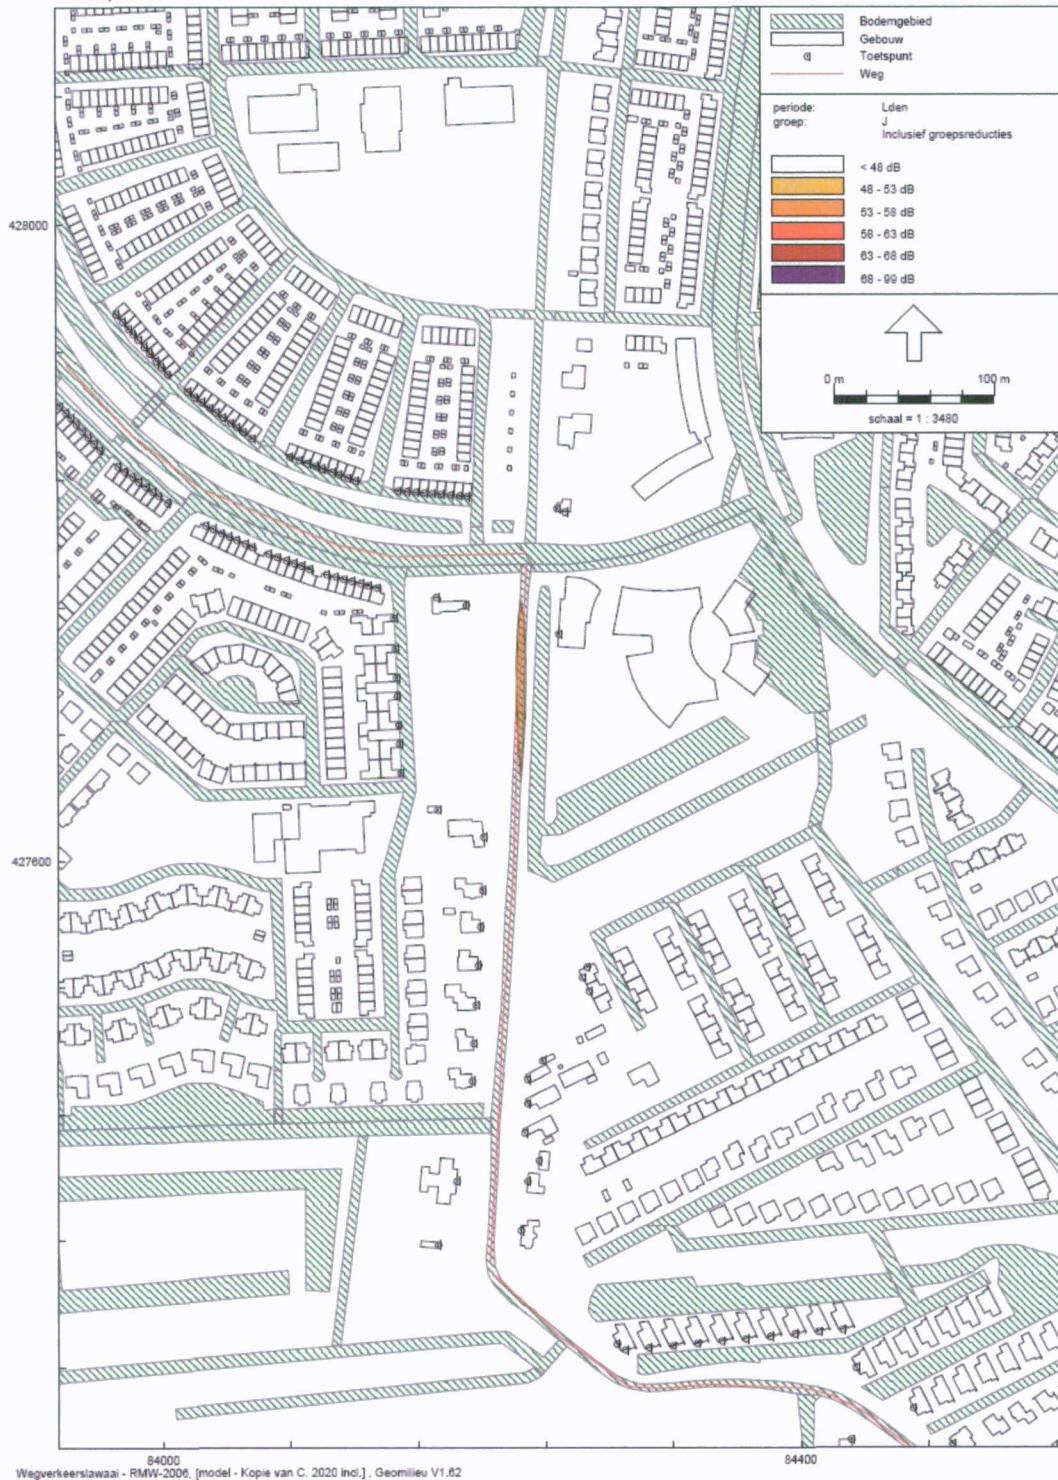 Bodemgebied
Gebouw
Toetspunt
Weg
periode: Lden
groep: J
Inclusief groepsreducties
< 48 dB
48 - 53 dB
53 - 58 dB
58 - 63 dB
63 - 68 dB
68 - 99 dB
0 m 100 m
schaal = 1 : 3480
428000
427600
84000 84400
Wegverkeerslawaai - RMW-2006, [model - Kopie van C. 2020 incl.] , Geomilieu V1.62